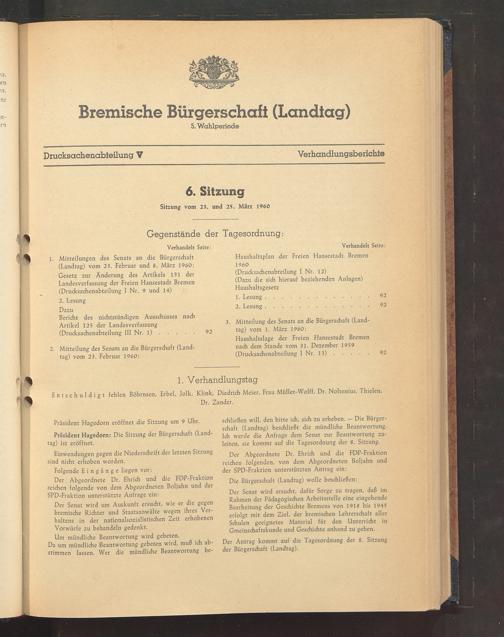 Bremische Bürgerschaft (Landtag)
5. Wahlperiode
Drucksachenabteilung V
Verhandlungsberichte
6. Sitzung
Sitzung vom 23. und 25. März 1960
Gegenstände der Tagesordnung:
Verhandelt Seite:
1. Mitteilungen des Senats an die Bürgerschaft
(Landtag) vom 23. Februar und 8. März 1960:
Gesetz zur Änderung des Artikels 131 der
Landesverfassung der Freien Hansestadt Bremen
(Drucksachenabteilung I Nr. 9 und 14)
2. Lesung
Dazu
Bericht des nichtständigen Ausschusses nach
Artikel 125 der Landesverfassung
(Drucksachenabteilung III Nr. 1) . . . . . . 92
2. Mitteilung des Senats an die Bürgerschaft (Land-
tag) vom 23. Februar 1960:
Verhandelt Seite:
Haushaltsplan der Freien Hansestadt Bremen
1960
(Drucksachenabteilung I Nr. 12)
(Dazu die sich hierauf beziehenden Anlagen)
Haushaltsgesetz
1. Lesung . . . . . . . . . . . . 92
2. Lesung . . . . . . . . . . . . 92
3. Mitteilung des Senats an die Bürgerschaft (Land-
tag) vom 1. März 1960:
Haushaltslage der Freien Hansestadt Bremen
nach dem Stande vom 31. Dezember 1959
(Drucksachenabteilung I Nr. 13) . . . . . 92
1. Verhandlungstag
Entschuldigt fehlen Böhrnsen, Erbel, Jolk, Klink, Diedrich Meier, Frau Müller-Wolff, Dr. Noltenius, Thielen,
Dr. Zander.
Präsident Hagedorn eröffnet die Sitzung um 9 Uhr.
Präsident Hagedorn: Die Sitzung der Bürgerschaft (Land-
tag) ist eröffnet.
Einwendungen gegen die Niederschrift der letzten Sitzung
sind nicht erhoben worden.
Folgende Eingänge liegen vor:
Der Abgeordnete Dr. Ehrich und die FDP-Fraktion
reichen folgende von dem Abgeordneten Boljahn und der
SPD-Fraktion unterstützte Anfrage ein:
Der Senat wird um Auskunft ersucht, wie er die gegen
bremische Richter und Staatsanwälte wegen ihres Ver-
haltens in der nationalsozialistischen Zeit erhobenen
Vorwürfe zu behandeln gedenkt.
Um mündliche Beantwortung wird gebeten.
Da um mündliche Beantwortung gebeten wird, muß ich ab-
stimmen lassen. Wer die mündliche Beantwortung be-
schließen will, den bitte ich, sich zu erheben. — Die Bürger-
schaft (Landtag) beschließt die mündliche Beantwortung.
Ich werde die Anfrage dem Senat zur Beantwortung zu-
leiten, sie kommt auf die Tagesordnung der 8. Sitzung.
Der Abgeordnete Dr. Ehrich und die FDP-Fraktion
reichen folgenden, von dem Abgeordneten Boljahn und
der SPD-Fraktion unterstützten Antrag ein:
Die Bürgerschaft (Landtag) wolle beschließen:
Der Senat wird ersucht, dafür Sorge zu tragen, daß im
Rahmen der Pädagogischen Arbeitsstelle eine eingehende
Bearbeitung der Geschichte Bremens von 1918 bis 1945
erfolgt mit dem Ziel, der bremischen Lehrerschaft aller
Schulen geeignetes Material für den Unterricht in
Gemeinschaftskunde und Geschichte anhand zu geben.
Der Antrag kommt auf die Tagesordnung der 8. Sitzung
der Bürgerschaft (Landtag).